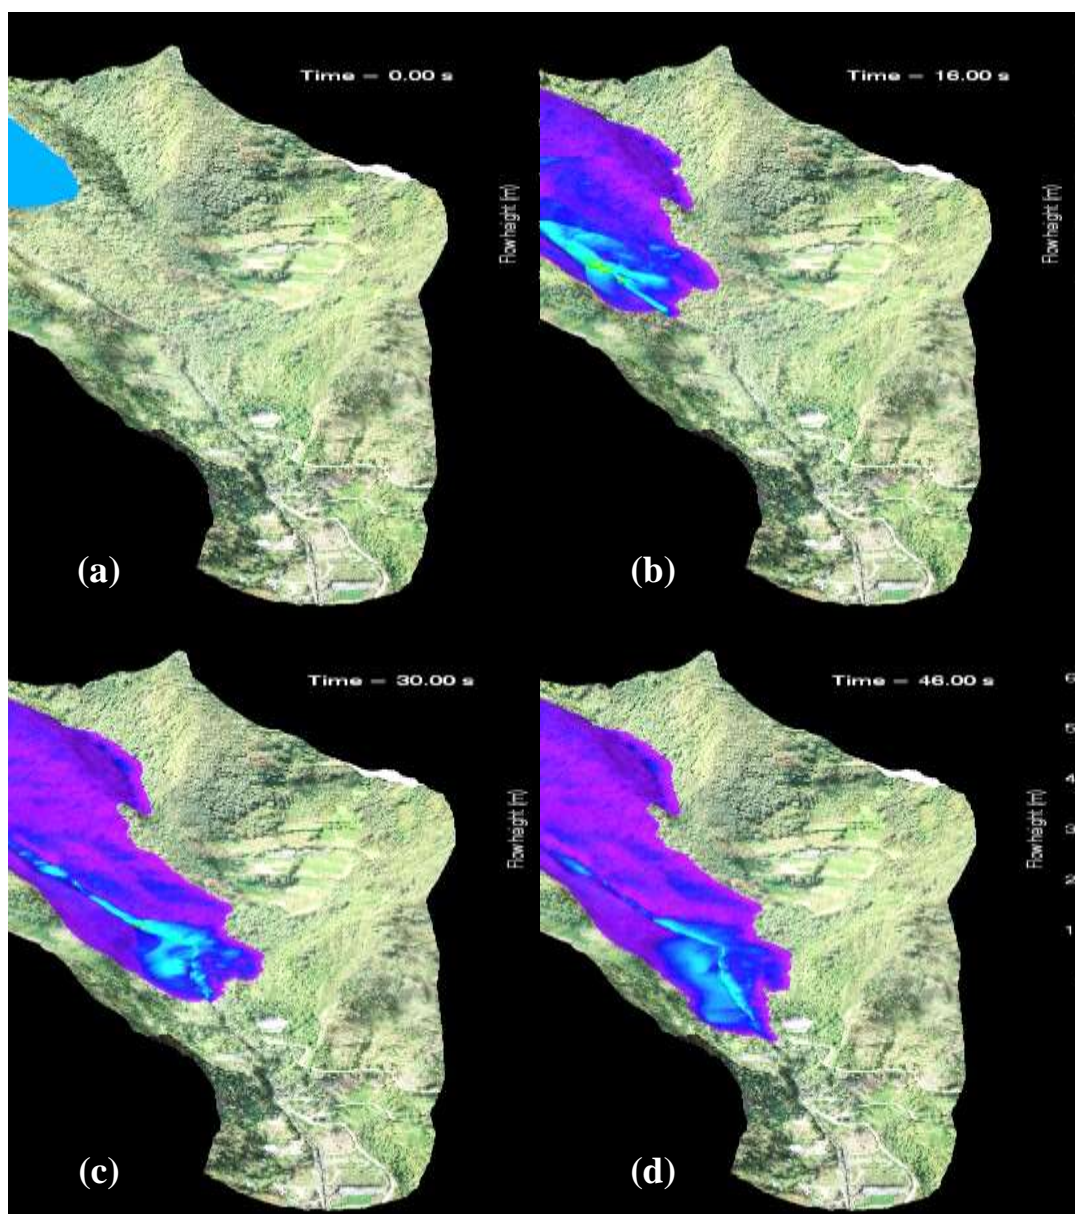 Time = 0.00 s
Time = 16.00 s
Flow height (m)
Flow height (m)
(a)
(b)
Time = 30.00 s
Time = 46.00 s
6
5
4
3
2
1
Flow height (m)
Flow height (m)
(c)
(d)